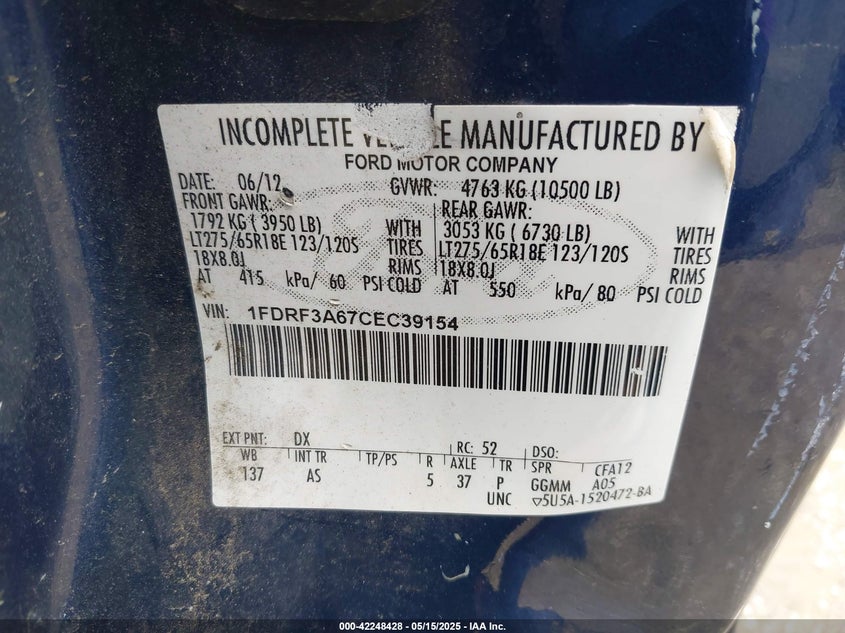 INCOMPLETE MANUFACTURED BY
FORD MOTOR COMPANY
DATE: 06/12 GVWR: 4763 KG (10500 LB)
FRONT GAWR: REAR GAWR:
1792 KG ( 3950 LB) WITH 3053 KG ( 6730 LB) WITH
LT275/65R18E 123/120S TIRES LT275/65R18E 123/120S TIRES
18X8.0J RIMS 18X8.0J RIMS
AT 415 kPa/ 60 PSI COLD AT 550 kPa/ 80 PSI COLD
VIN: 1FDRF3A67CEC39154
EXT PNT: DX RC: 52 DSO:
WB INT TR TP/PS R AXLE TR SPR CFA12
137 AS 5 37 P GGMM A05
UNC ▽5U5A-1520472-BA
000-42248428 - 05/15/2025 - IAA Inc.